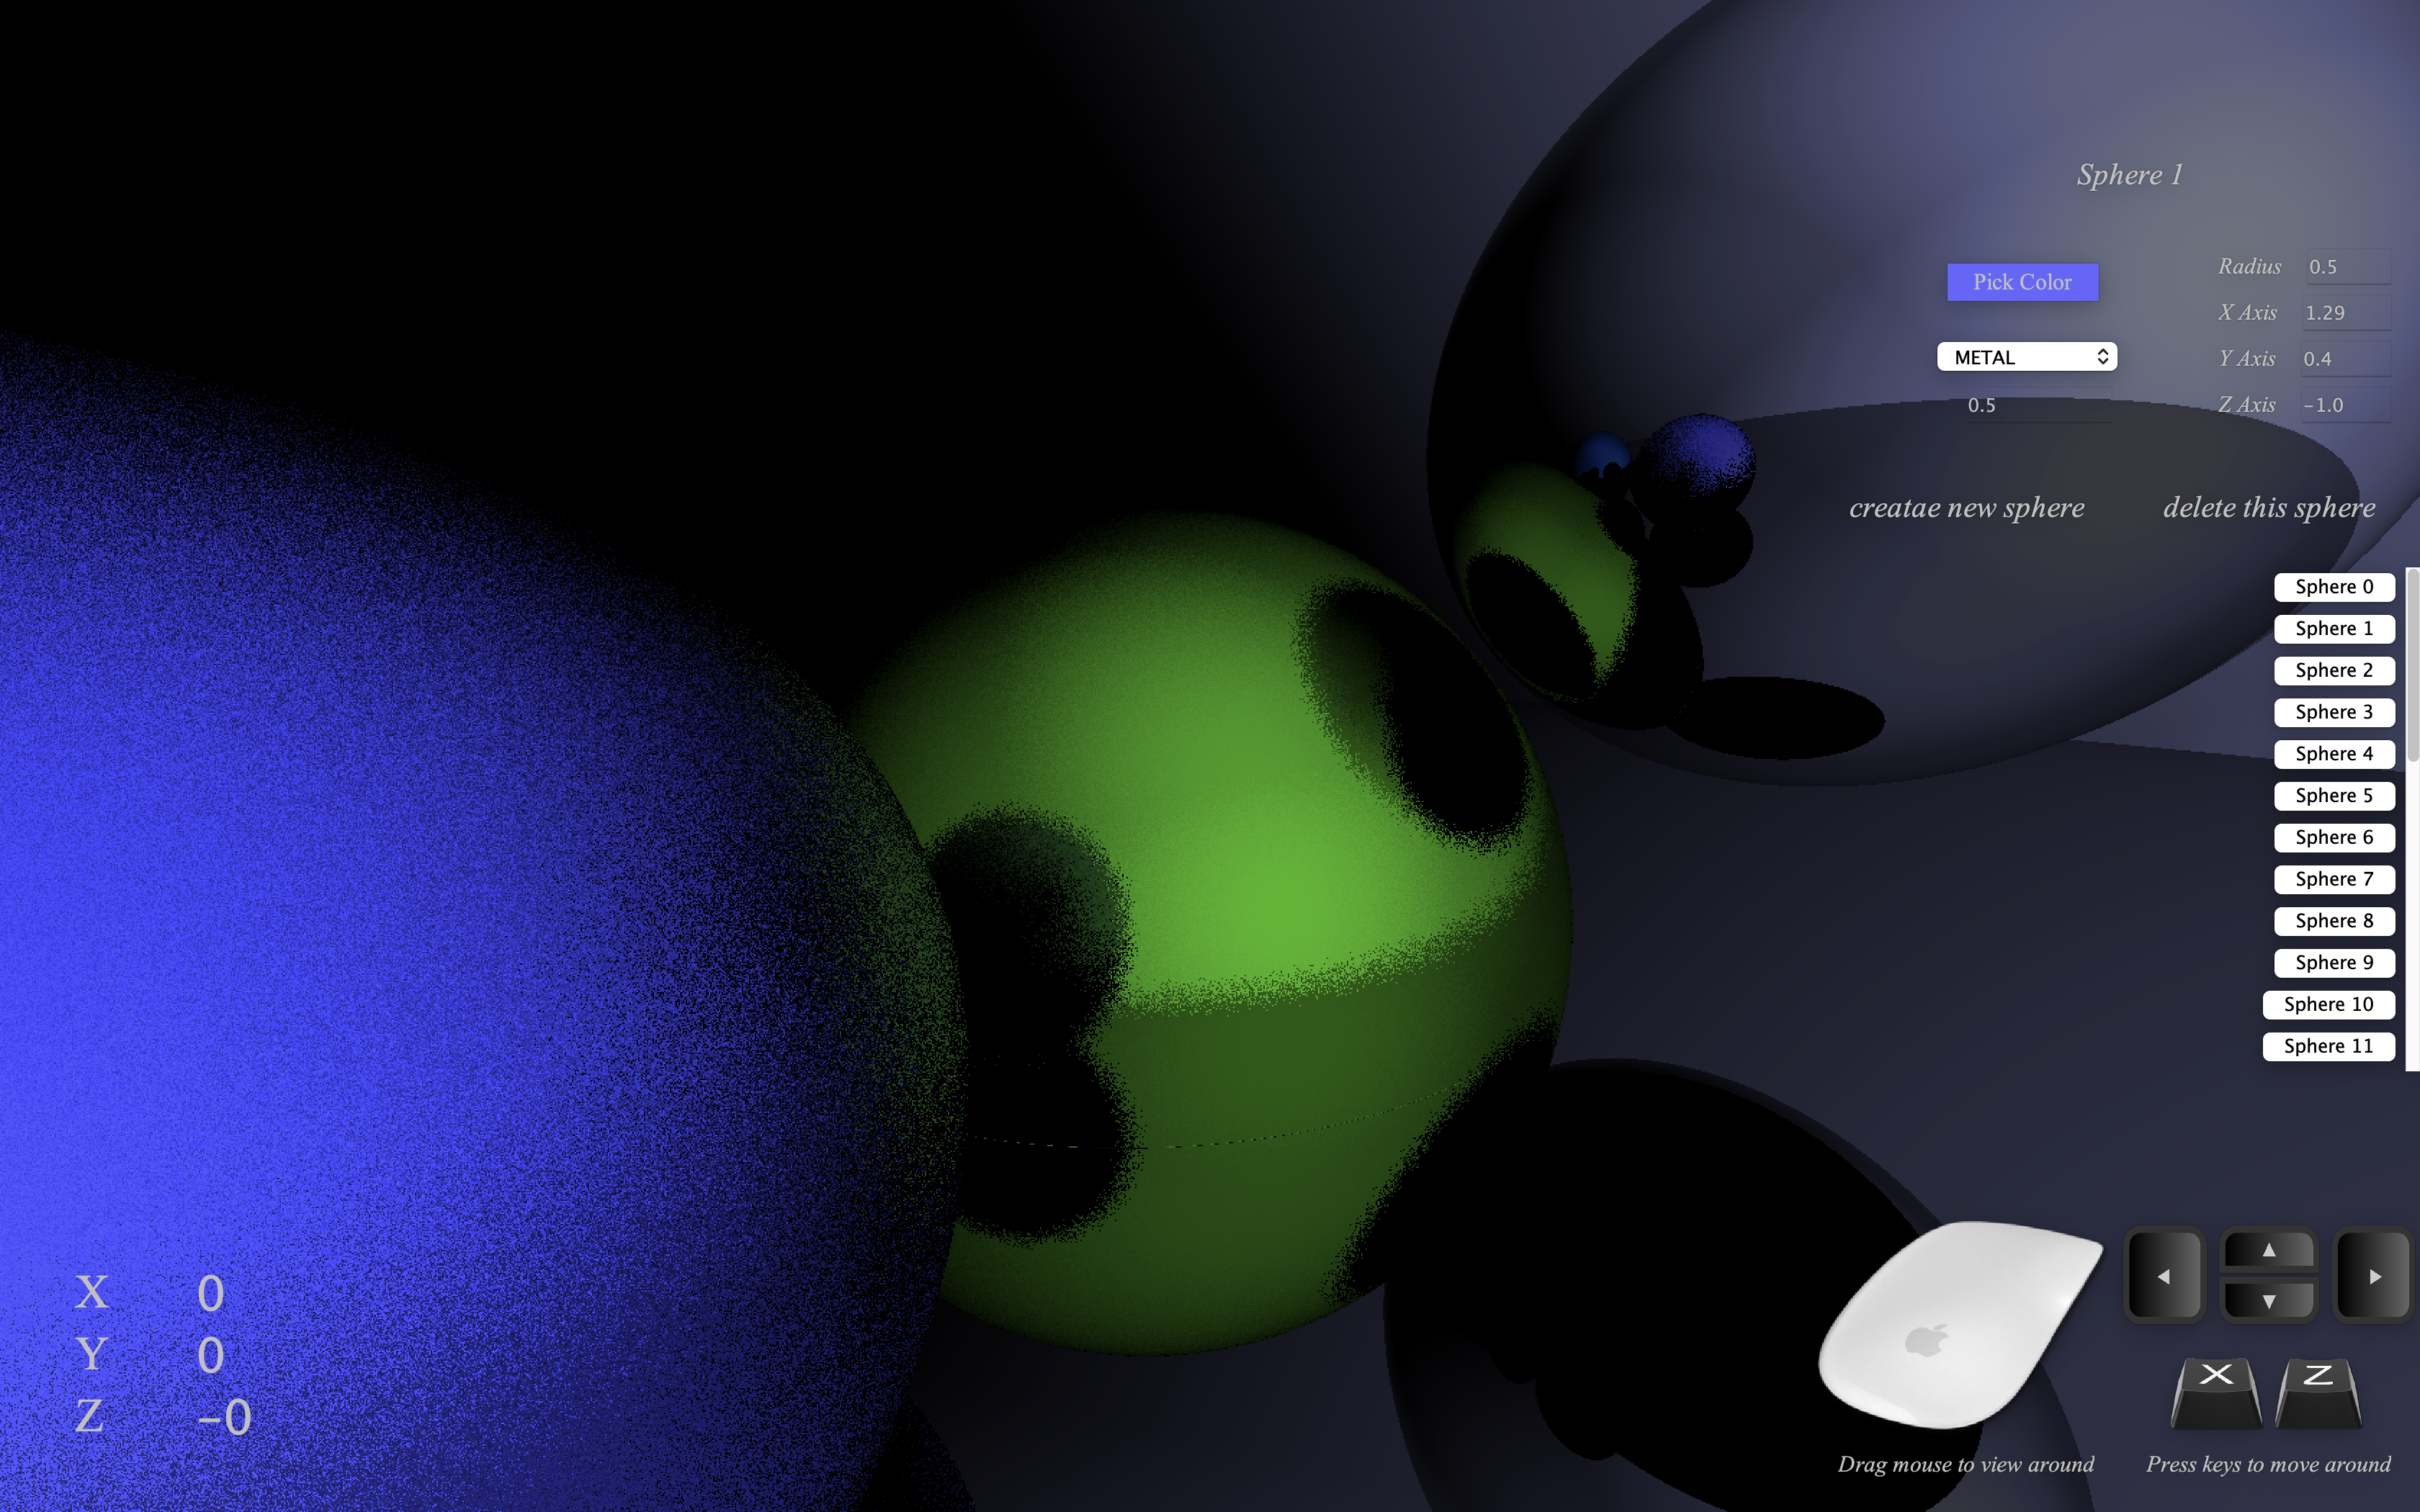 Sphere 1
Pick Color
METAL
0.5
Radius 0.5
X Axis 1.29
Y Axis 0.4
Z Axis -1.0
creatae new sphere
delete this sphere
Sphere 0
Sphere 1
Sphere 2
Sphere 3
Sphere 4
Sphere 5
Sphere 6
Sphere 7
Sphere 8
Sphere 9
Sphere 10
Sphere 11
X 0
Y 0
Z -0
X
Z
Drag mouse to view around
Press keys to move around